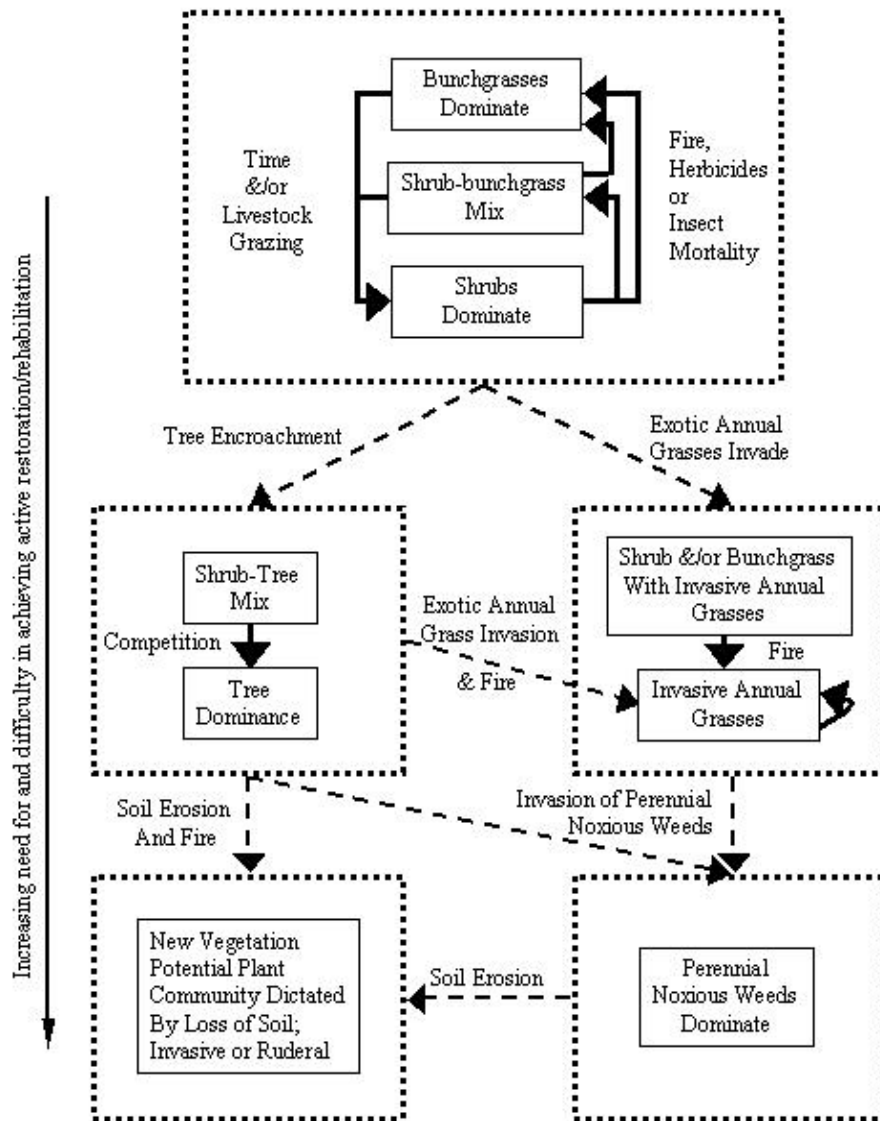 Bunchgrasses
Dominate
Time
&/or
Livestock
Grazing
Shrub-bunchgrass
Mix
Fire,
Herbicides
or
Insect
Mortality
Shrubs
Dominate
Increasing need for and difficulty in achieving active restoration/rehabilitation
Tree Encroachment
Exotic Annual
Grasses Invade
Shrub-Tree
Mix
Competition
Tree
Dominance
Exotic Annual
Grass Invasion
& Fire
Shrub &/or Bunchgrass
With Invasive Annual
Grasses
Fire
Invasive Annual
Grasses
Soil Erosion
And Fire
Invasion of Perennial
Noxious Weeds
New Vegetation
Potential Plant
Community Dictated
By Loss of Soil;
Invasive or Ruderal
Soil Erosion
Perennial
Noxious Weeds
Dominate